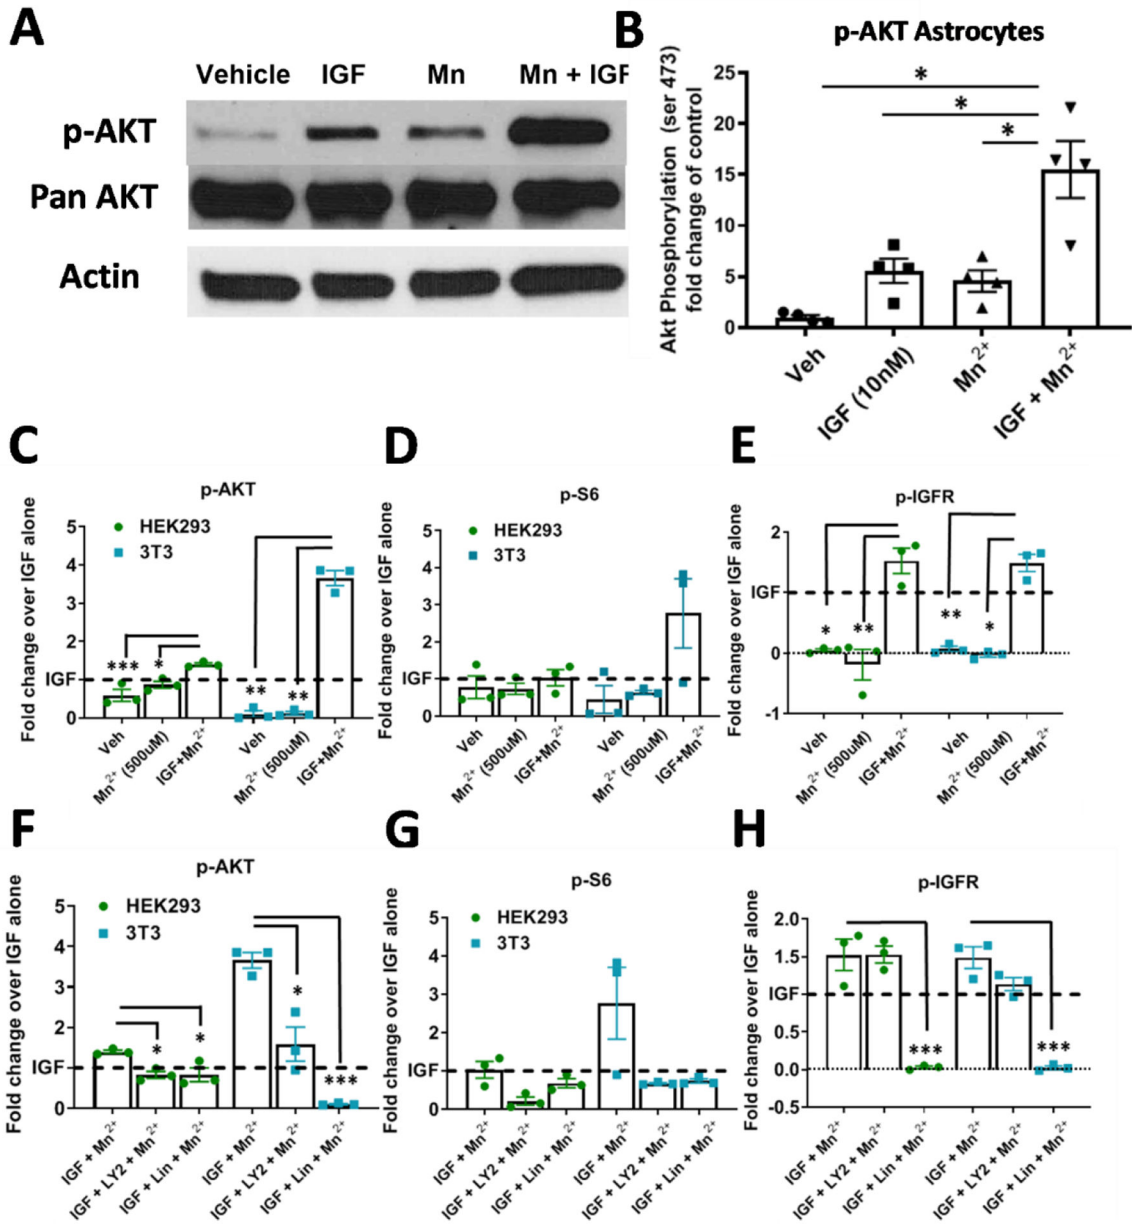 A
Vehicle IGF Mn Mn + IGF
p-AKT
Pan AKT
Actin
B
p-AKT Astrocytes
Akt Phosphorylation (ser 473)
fold change of control
25
20
15
10
5
0
* * *
Veh
IGF (10nM)
Mn2+
IGF + Mn2+
C
p-AKT
Fold change over IGF alone
HEK293
3T3
5
4
3
2
IGF
1
0
*** * ** **
Veh
Mn2+ (500uM)
IGF+Mn2+
Veh
Mn2+ (500uM)
IGF+Mn2+
D
p-S6
Fold change over IGF alone
HEK293
3T3
5
4
3
2
IGF 1
0
Veh
Mn2+ (500uM)
IGF+Mn2+
Veh
Mn2+ (500uM)
IGF+Mn2+
E
p-IGFR
Fold change over IGF alone
2
IGF 1
0
-1
* ** ** *
Veh
Mn2+ (500uM)
IGF+Mn2+
Veh
Mn2+ (500uM)
IGF+Mn2+
F
p-AKT
Fold change over IGF alone
HEK293
3T3
5
4
2
IGF
1
0
* * * ***
IGF + Mn2+
IGF + LY2 + Mn2+
IGF + Lin + Mn2+
IGF + Mn2+
IGF + LY2 + Mn2+
IGF + Lin + Mn2+
G
p-S6
Fold change over IGF alone
HEK293
3T3
5
4
3
2
IGF 1
0
IGF + Mn2+
IGF + LY2 + Mn2+
IGF + Lin + Mn2+
IGF + Mn2+
IGF + LY2 + Mn2+
IGF + Lin + Mn2+
H
p-IGFR
Fold change over IGF alone
2.0
1.5
IGF
0.5
0.0
-0.5
*** ***
IGF + Mn2+
IGF + LY2 + Mn2+
IGF + Lin + Mn2+
IGF + Mn2+
IGF + LY2 + Mn2+
IGF + Lin + Mn2+